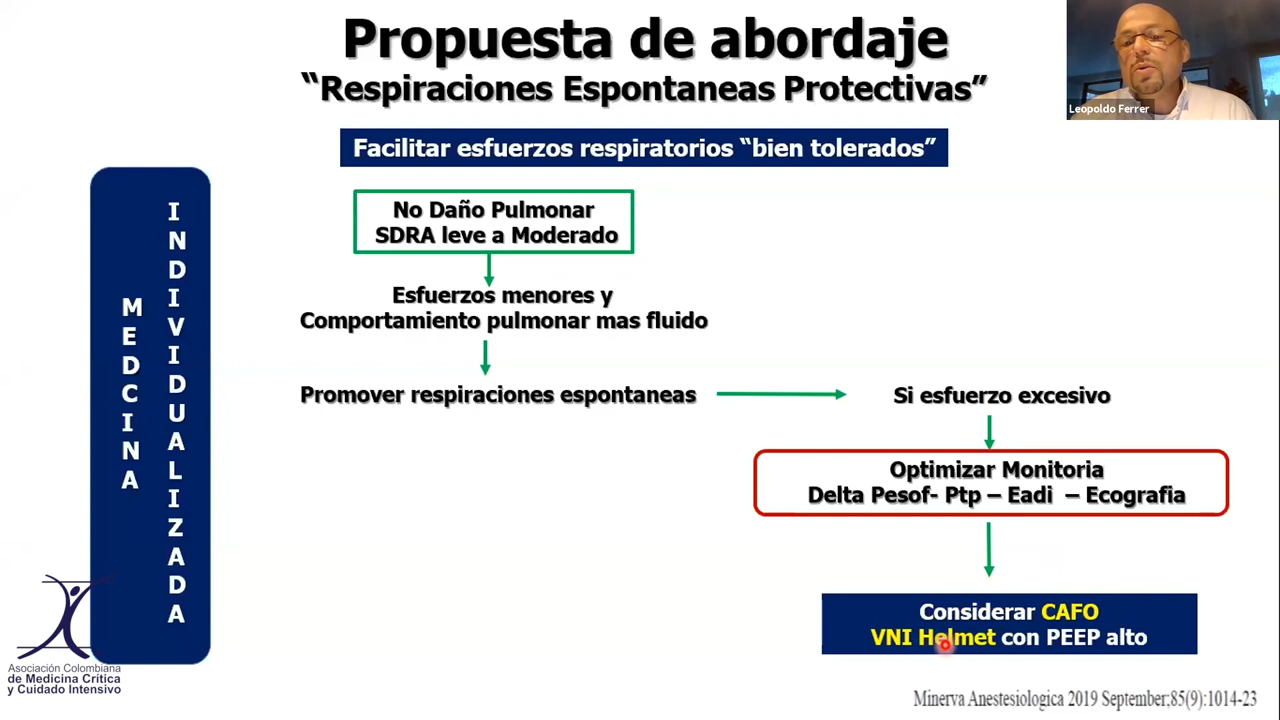 Propuesta de abordaje
“Respiraciones Espontaneas Protectivas”
Leopoldo Ferrer
Facilitar esfuerzos respiratorios “bien tolerados”
MEDCINA
INDIVIDUALIZADA
No Daño Pulmonar
SDRA leve a Moderado
Esfuerzos menores y
Comportamiento pulmonar mas fluido
Promover respiraciones espontaneas
Si esfuerzo excesivo
Optimizar Monitoria
Delta Pesof- Ptp – Eadi – Ecografia
Considerar CAFO
VNI Helmet con PEEP alto
Asociación Colombiana
de Medicina Crítica
y Cuidado Intensivo
Minerva Anestesiologica 2019 September;85(9):1014-23